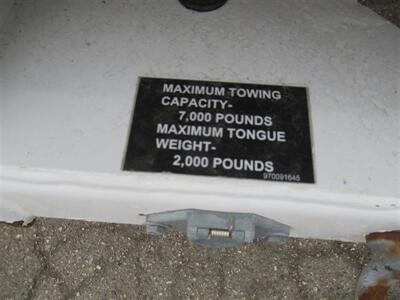 MAXIMUM TOWING
CAPACITY-
7,000 POUNDS
MAXIMUM TONGUE
WEIGHT-
2,000 POUNDS
970091645